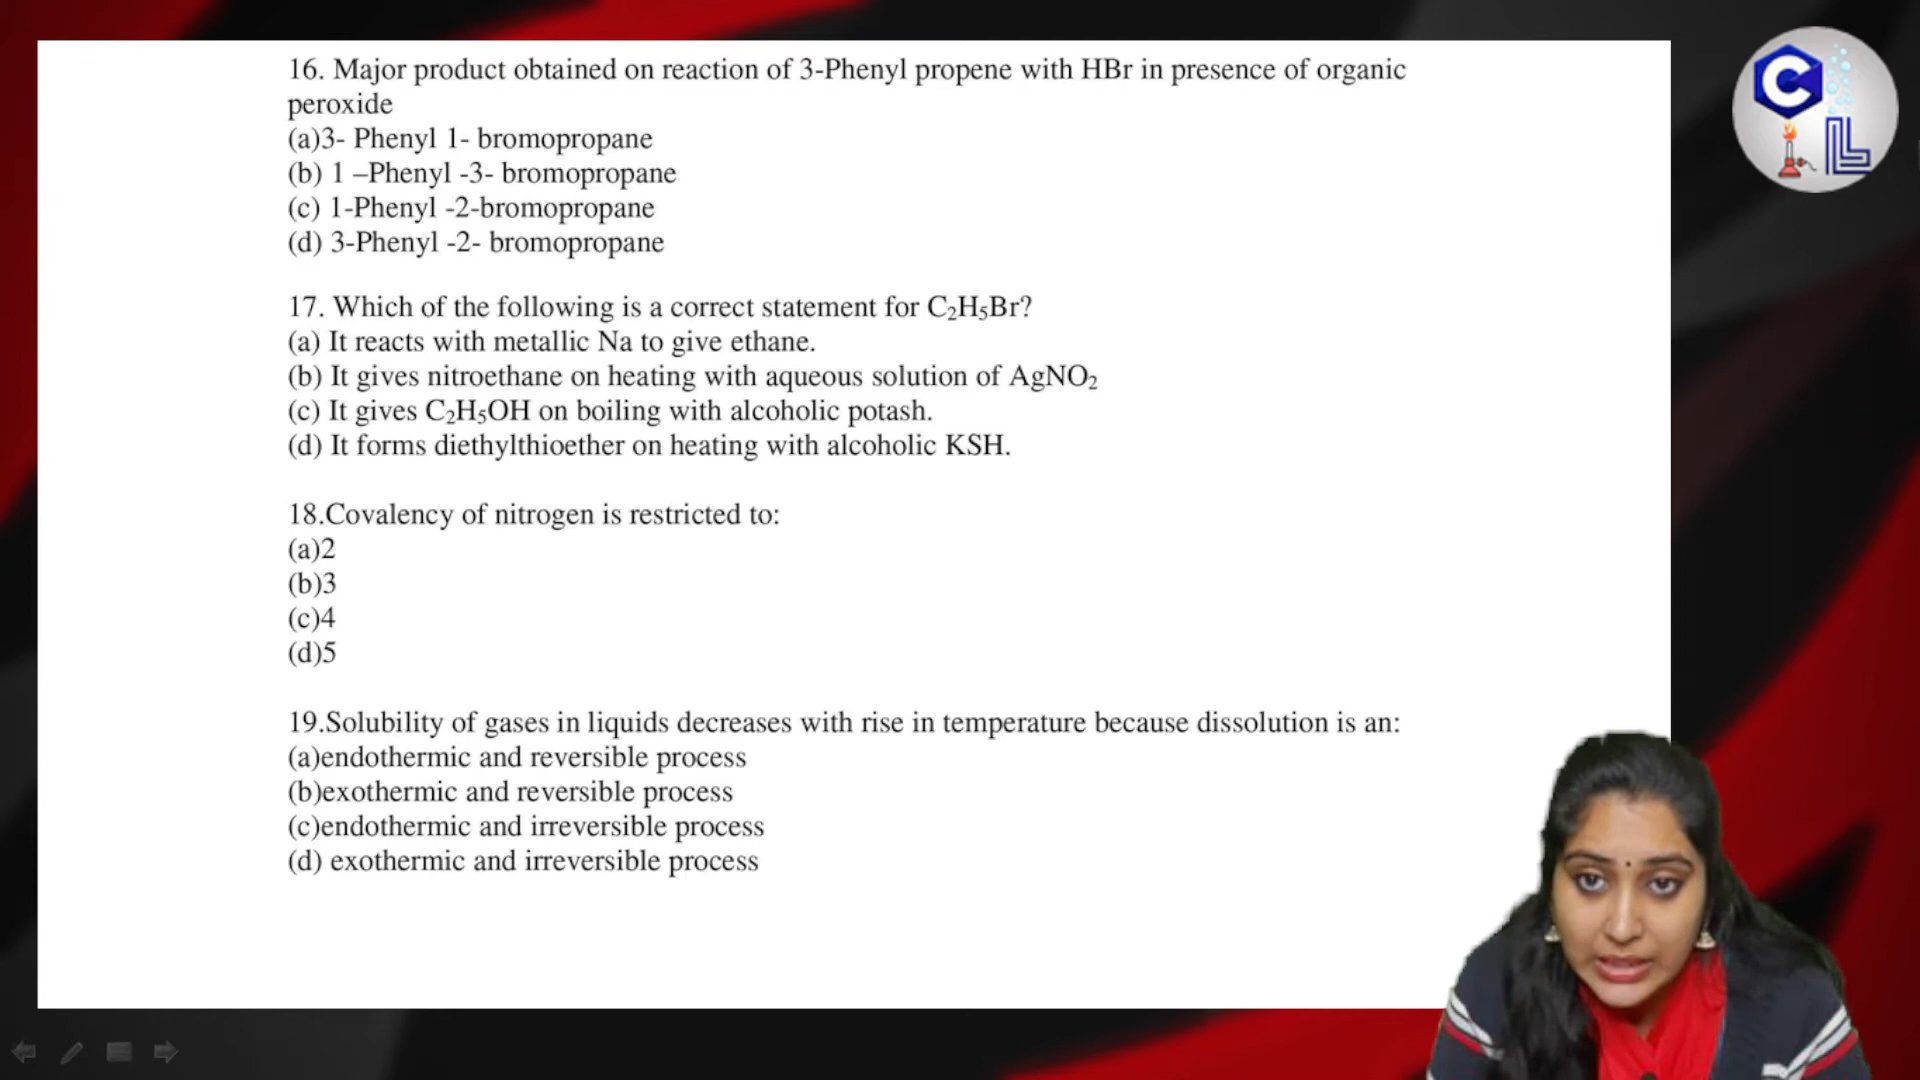 16. Major product obtained on reaction of 3-Phenyl propene with HBr in presence of organic
peroxide
(a)3- Phenyl 1- bromopropane
(b) 1 –Phenyl -3- bromopropane
(c) 1-Phenyl -2-bromopropane
(d) 3-Phenyl -2- bromopropane
17. Which of the following is a correct statement for C₂H₅Br?
(a) It reacts with metallic Na to give ethane.
(b) It gives nitroethane on heating with aqueous solution of AgNO₂
(c) It gives C₂H₅OH on boiling with alcoholic potash.
(d) It forms diethylthioether on heating with alcoholic KSH.
18.Covalency of nitrogen is restricted to:
(a)2
(b)3
(c)4
(d)5
19.Solubility of gases in liquids decreases with rise in temperature because dissolution is an:
(a)endothermic and reversible process
(b)exothermic and reversible process
(c)endothermic and irreversible process
(d) exothermic and irreversible process
C L